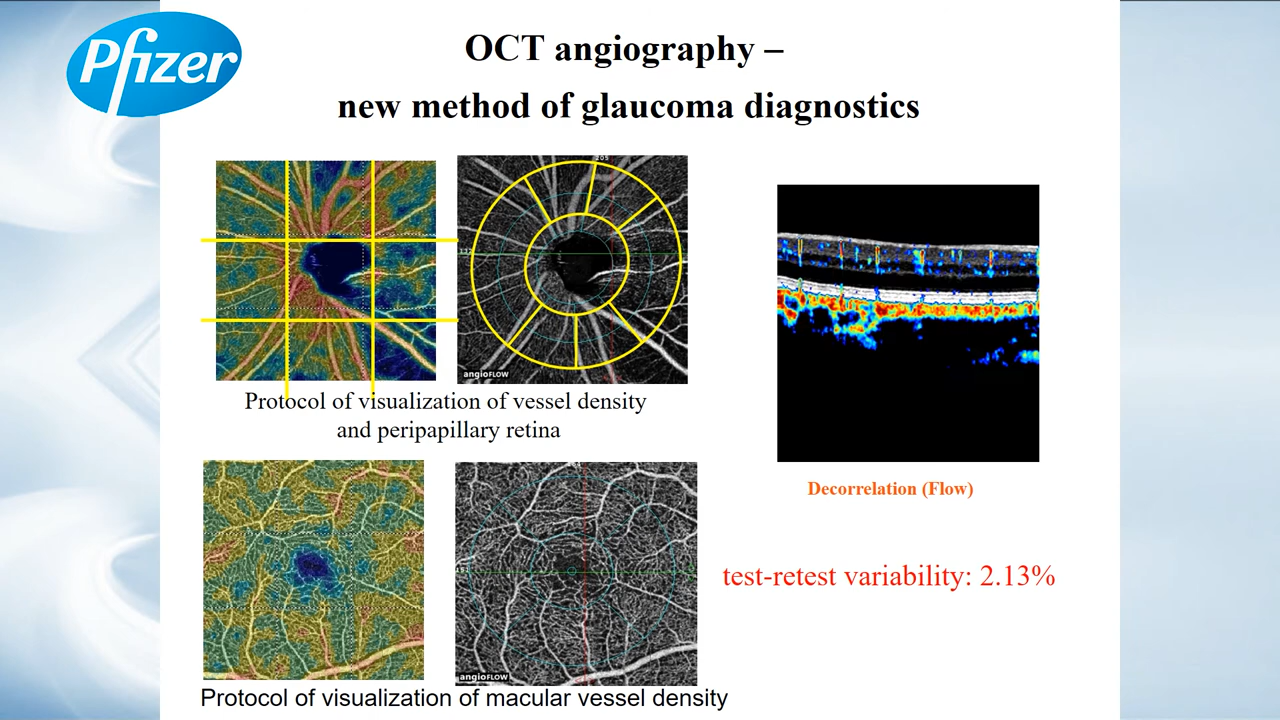 Pfizer
OCT angiography –
new method of glaucoma diagnostics
205
angioFLOW
Protocol of visualization of vessel density
and peripapillary retina
Decorrelation (Flow)
test-retest variability: 2.13%
angioFLOW
Protocol of visualization of macular vessel density